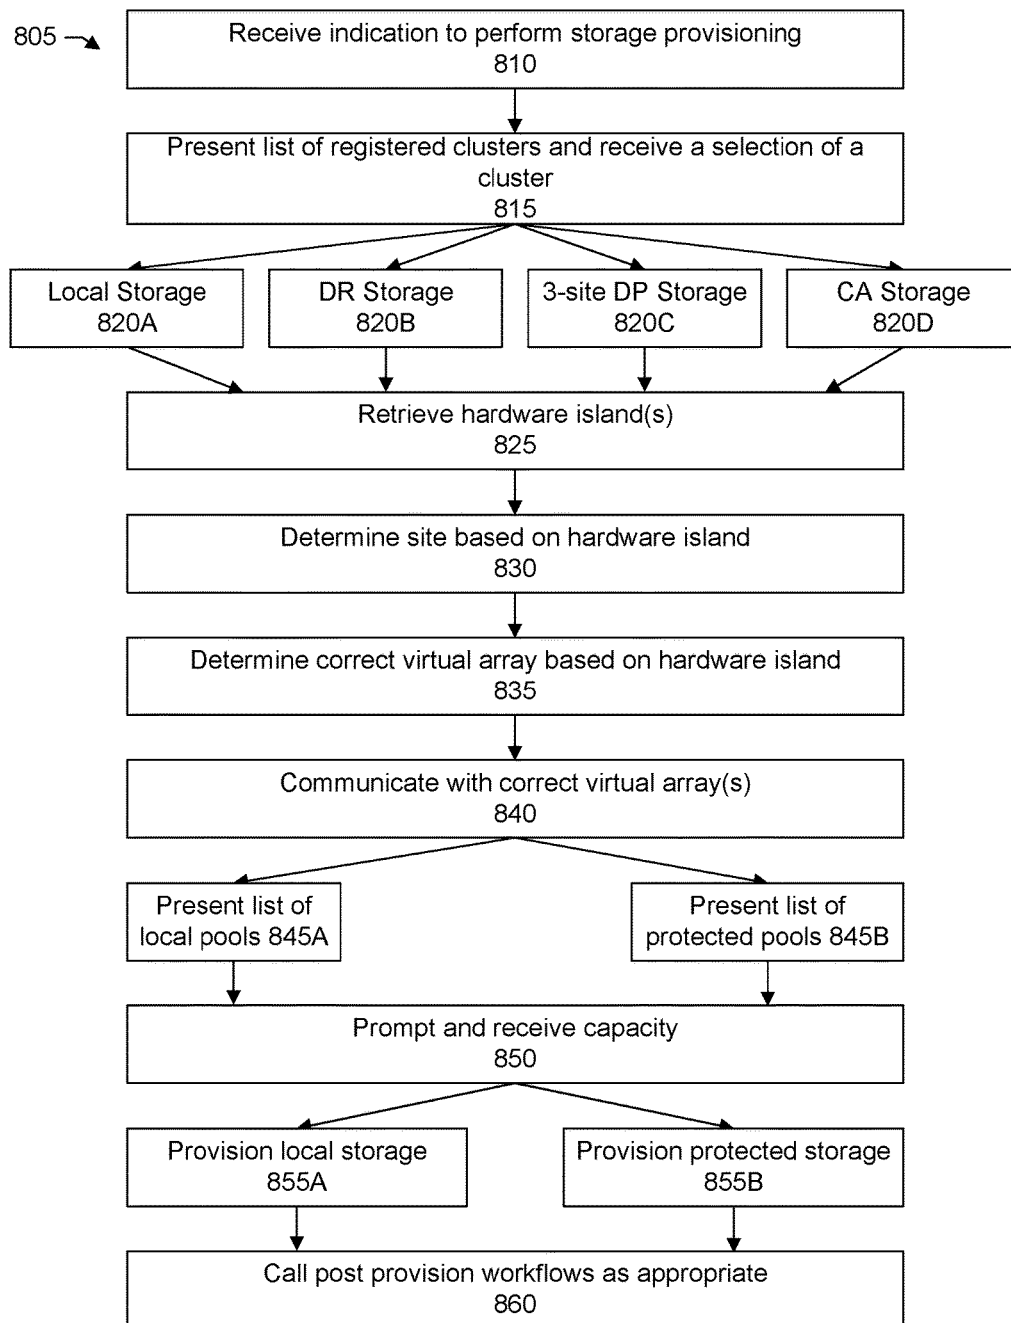 805
Receive indication to perform storage provisioning
810
Present list of registered clusters and receive a selection of a
cluster
815
Local Storage
820A
DR Storage
820B
3-site DP Storage
820C
CA Storage
820D
Retrieve hardware island(s)
825
Determine site based on hardware island
830
Determine correct virtual array based on hardware island
835
Communicate with correct virtual array(s)
840
Present list of
local pools 845A
Present list of
protected pools 845B
Prompt and receive capacity
850
Provision local storage
855A
Provision protected storage
855B
Call post provision workflows as appropriate
860